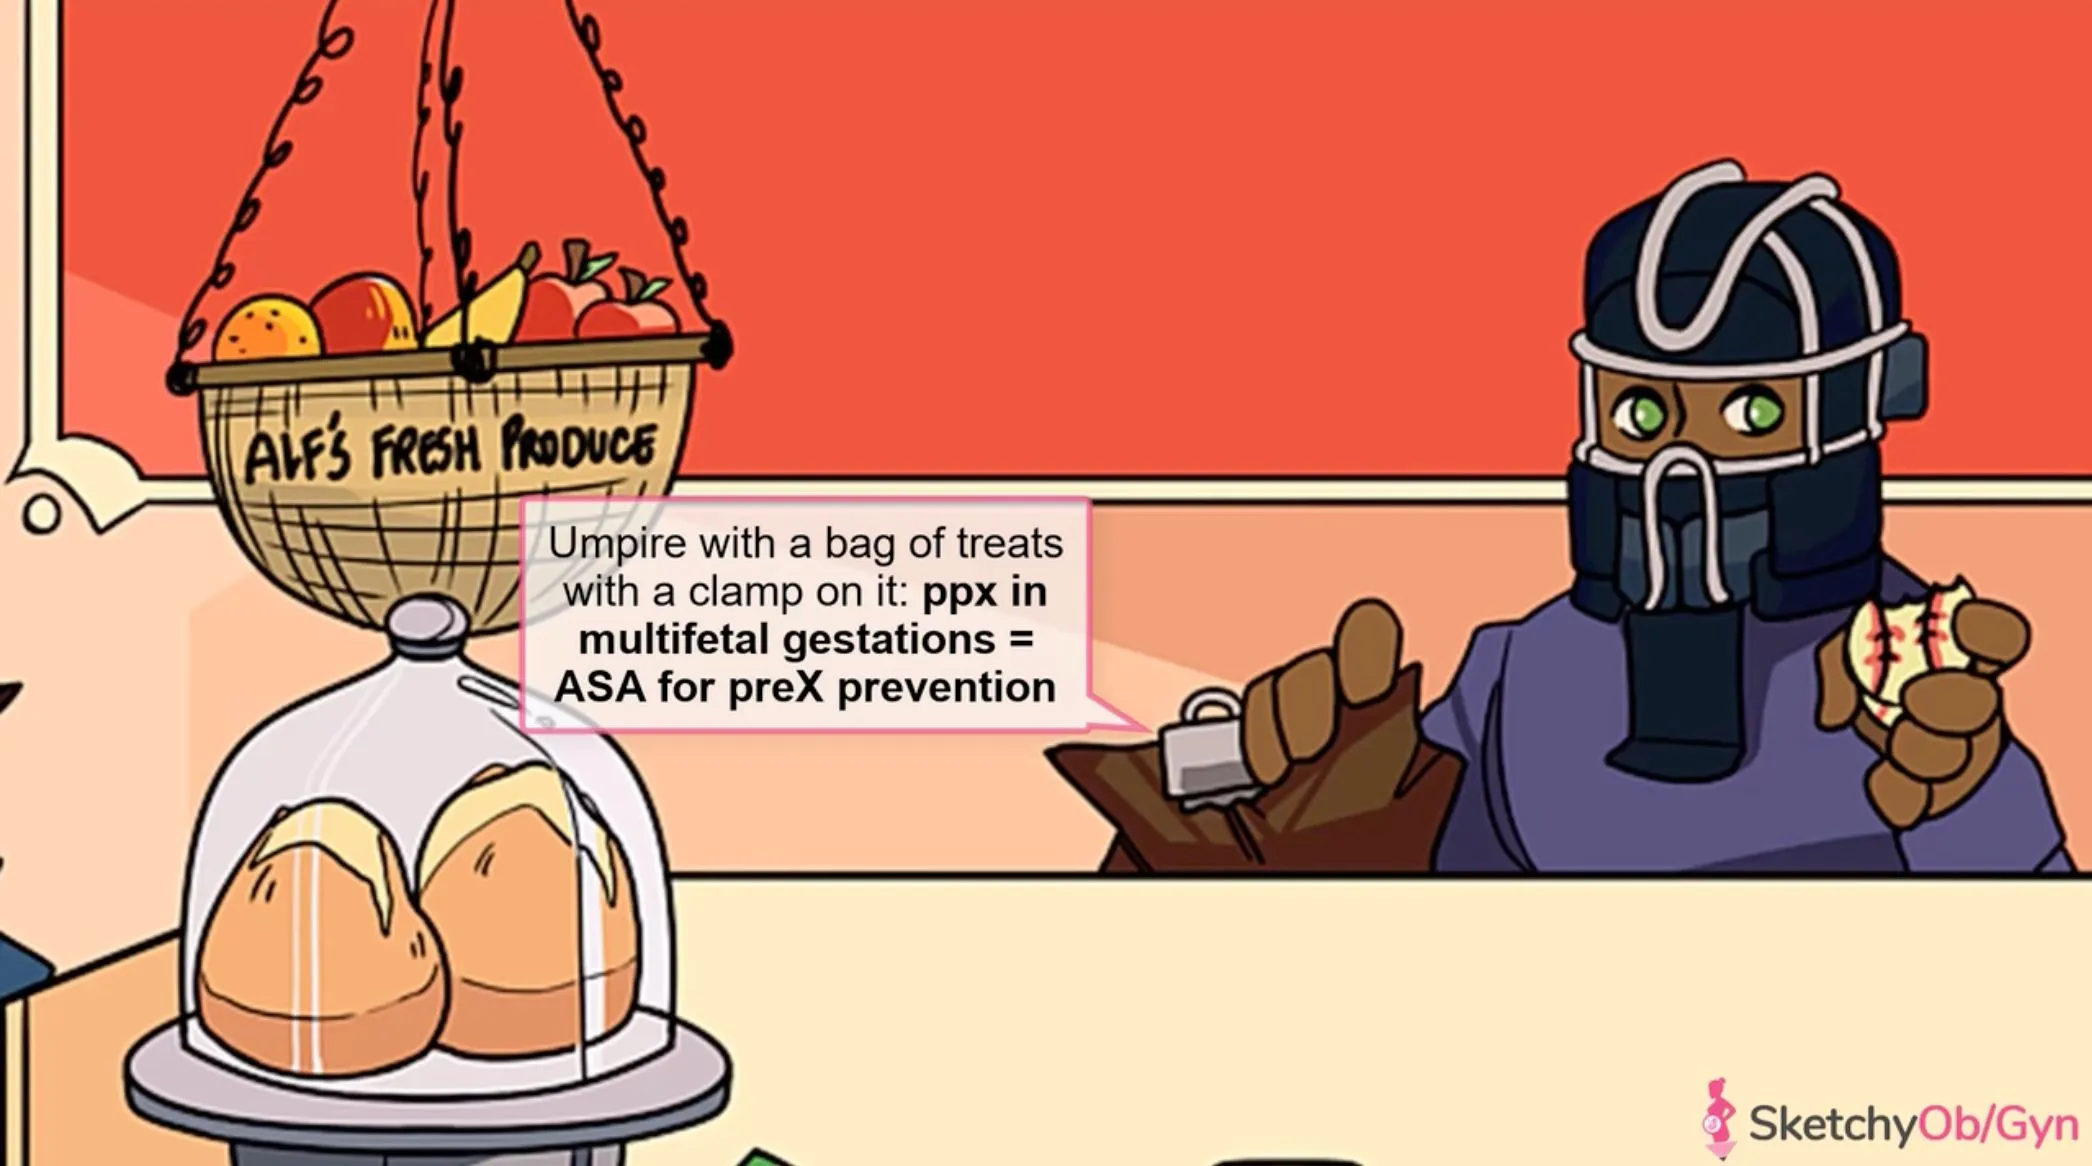 ALF'S FRESH PRODUCE
Umpire with a bag of treats
with a clamp on it: ppx in
multifetal gestations =
ASA for preX prevention
SketchyOb/Gyn